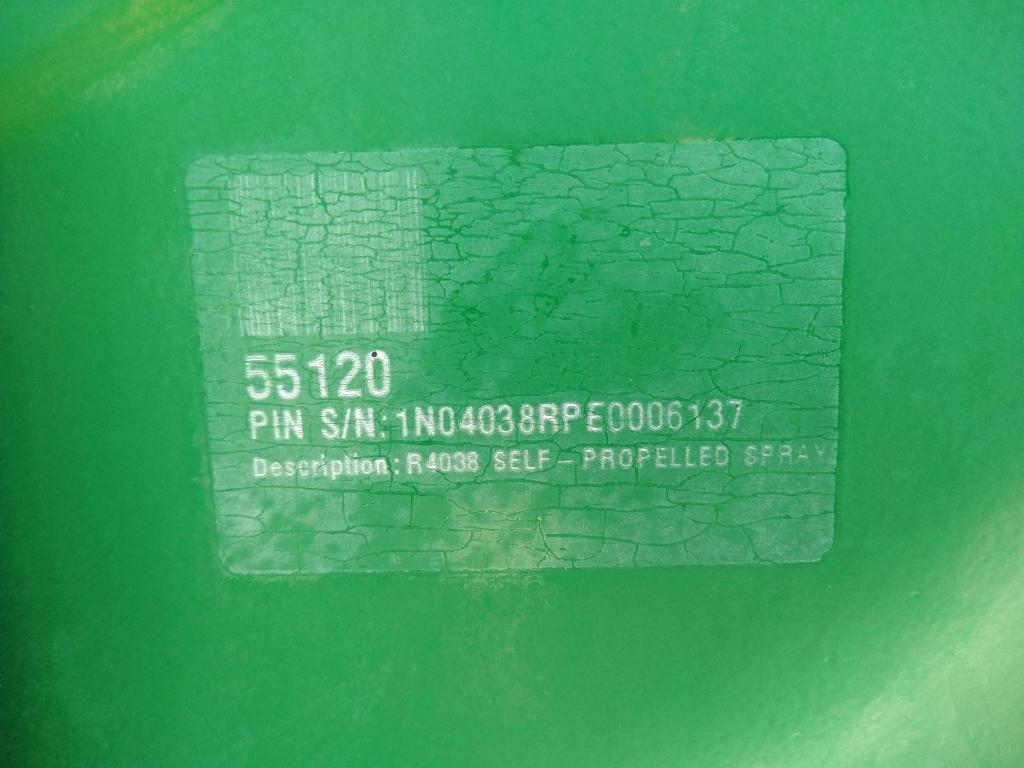 55120
PIN S/N: 1N04038RPE0006137
Description: R4038 SELF-PROPELLED SPRAY